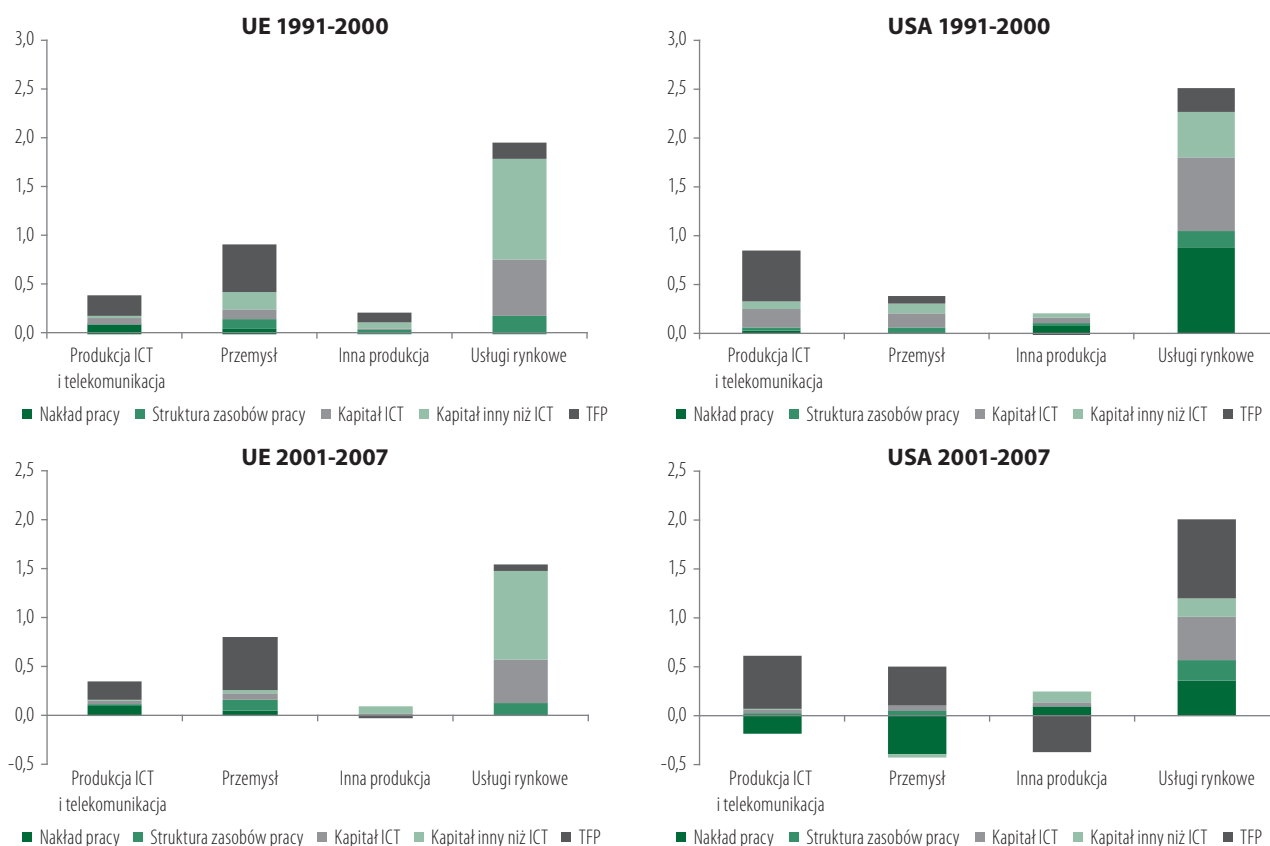 UE 1991-2000
3,0
2,5
2,0
1,5
1,0
0,5
0,0
Produkcja ICT
i telekomunikacja
Przemysł
Inna produkcja
Usługi rynkowe
Nakład pracy Struktura zasobów pracy Kapitał ICT Kapitał inny niż ICT TFP
USA 1991-2000
3,0
2,5
2,0
1,5
1,0
0,5
0,0
Produkcja ICT
i telekomunikacja
Przemysł
Inna produkcja
Usługi rynkowe
Nakład pracy Struktura zasobów pracy Kapitał ICT Kapitał inny niż ICT TFP
UE 2001-2007
2,5
2,0
1,5
1,0
0,5
0,0
-0,5
Produkcja ICT
i telekomunikacja
Przemysł
Inna produkcja
Usługi rynkowe
Nakład pracy Struktura zasobów pracy Kapitał ICT Kapitał inny niż ICT TFP
USA 2001-2007
2,5
2,0
1,5
1,0
0,5
0,0
-0,5
Produkcja ICT
i telekomunikacja
Przemysł
Inna produkcja
Usługi rynkowe
Nakład pracy Struktura zasobów pracy Kapitał ICT Kapitał inny niż ICT TFP